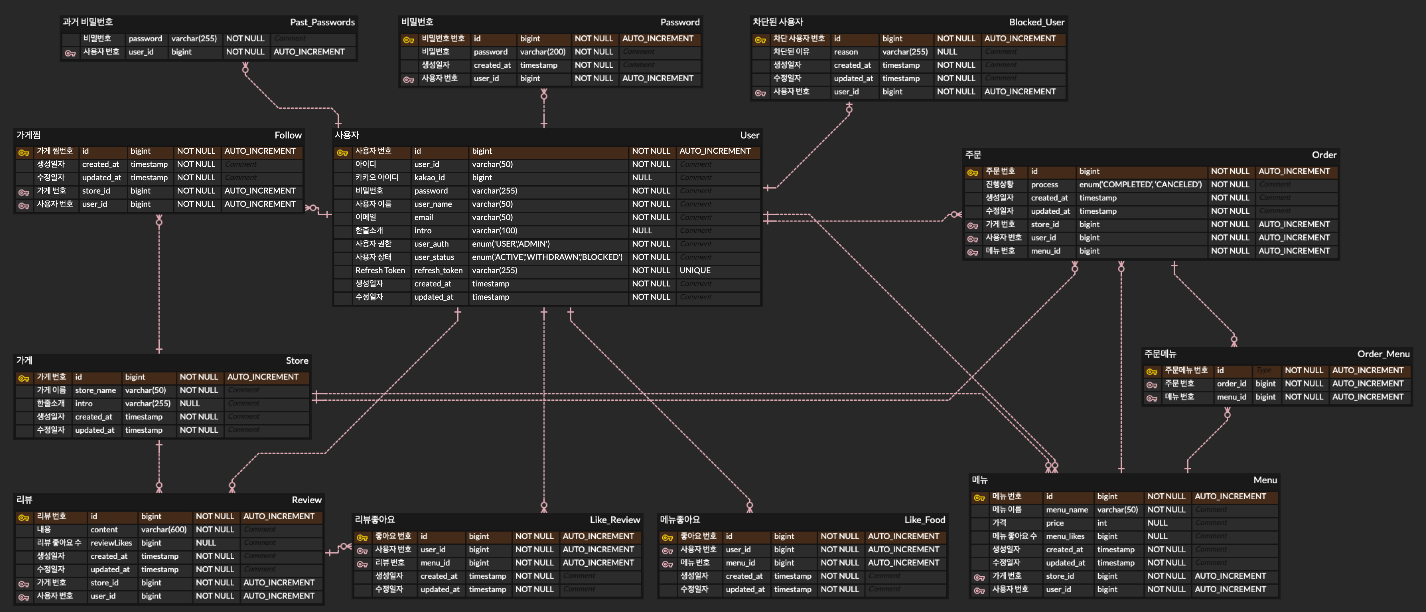 과거 비밀번호 Past_Passwords
비밀번호 password varchar(255) NOT NULL Comment
사용자 번호 user_id bigint NOT NULL AUTO_INCREMENT
비밀번호 Password
비밀번호 번호 id bigint NOT NULL AUTO_INCREMENT
비밀번호 password varchar(200) NOT NULL Comment
생성일자 created_at timestamp NOT NULL Comment
사용자 번호 user_id bigint NOT NULL AUTO_INCREMENT
차단된 사용자 Blocked_User
차단 사용자 번호 id bigint NOT NULL AUTO_INCREMENT
차단된 이유 reason varchar(255) NULL Comment
생성일자 created_at timestamp NOT NULL Comment
수정일자 updated_at timestamp NOT NULL Comment
사용자 번호 user_id bigint NOT NULL AUTO_INCREMENT
가게찜 Follow
가게 찜번호 id bigint NOT NULL AUTO_INCREMENT
생성일자 created_at timestamp NOT NULL Comment
수정일자 updated_at timestamp NOT NULL Comment
가게 번호 store_id bigint NOT NULL AUTO_INCREMENT
사용자 번호 user_id bigint NOT NULL AUTO_INCREMENT
사용자 User
사용자 번호 id bigint NOT NULL AUTO_INCREMENT
아이디 user_id varchar(50) NOT NULL Comment
카카오 아이디 kakao_id bigint NULL Comment
비밀번호 password varchar(255) NOT NULL Comment
사용자 이름 user_name varchar(50) NOT NULL Comment
이메일 email varchar(50) NOT NULL Comment
한줄소개 Intro varchar(100) NULL Comment
사용자 권한 user_auth enum('USER','ADMIN') NOT NULL Comment
사용자 상태 user_status enum('ACTIVE','WITHDRAWN','BLOCKED') NOT NULL Comment
Refresh Token refresh_token varchar(255) NOT NULL UNIQUE
생성일자 created_at timestamp NOT NULL Comment
수정일자 updated_at timestamp NOT NULL Comment
주문 Order
주문 번호 id bigint NOT NULL AUTO_INCREMENT
진행상황 process enum('COMPLETED','CANCELED') NOT NULL Comment
생성일자 created_at timestamp NOT NULL Comment
수정일자 updated_at timestamp NOT NULL Comment
가게 번호 store_id bigint NOT NULL AUTO_INCREMENT
사용자 번호 user_id bigint NOT NULL AUTO_INCREMENT
메뉴 번호 menu_id bigint NOT NULL AUTO_INCREMENT
가게 Store
가게 번호 id bigint NOT NULL AUTO_INCREMENT
가게 이름 store_name varchar(50) NOT NULL Comment
한줄소개 intro varchar(255) NULL Comment
생성일자 created_at timestamp NOT NULL Comment
수정일자 updated_at timestamp NOT NULL Comment
주문메뉴 Order_Menu
주문메뉴 번호 id Type NOT NULL AUTO_INCREMENT
주문 번호 order_id bigint NOT NULL AUTO_INCREMENT
메뉴 번호 menu_id bigint NOT NULL AUTO_INCREMENT
리뷰 Review
리뷰 번호 id bigint NOT NULL AUTO_INCREMENT
내용 content varchar(600) NOT NULL Comment
리뷰 좋아요 수 reviewLikes bigint NULL Comment
생성일자 created_at timestamp NOT NULL Comment
수정일자 updated_at timestamp NOT NULL Comment
가게 번호 store_id bigint NOT NULL AUTO_INCREMENT
사용자 번호 user_id bigint NOT NULL AUTO_INCREMENT
리뷰좋아요 Like_Review
좋아요 번호 id bigint NOT NULL AUTO_INCREMENT
사용자 번호 user_id bigint NOT NULL AUTO_INCREMENT
리뷰 번호 menu_id bigint NOT NULL AUTO_INCREMENT
생성일자 created_at timestamp NOT NULL Comment
수정일자 updated_at timestamp NOT NULL Comment
메뉴좋아요 Like_Food
좋아요 번호 id bigint NOT NULL AUTO_INCREMENT
사용자 번호 user_id bigint NOT NULL AUTO_INCREMENT
메뉴 번호 menu_id bigint NOT NULL AUTO_INCREMENT
생성일자 created_at timestamp NOT NULL Comment
수정일자 updated_at timestamp NOT NULL Comment
메뉴 Menu
메뉴 번호 id bigint NOT NULL AUTO_INCREMENT
메뉴 이름 menu_name varchar(50) NOT NULL Comment
가격 price int NULL Comment
메뉴 좋아요 수 menu_likes bigint NULL Comment
생성일자 created_at timestamp NOT NULL Comment
수정일자 updated_at timestamp NOT NULL Comment
가게 번호 store_id bigint NOT NULL AUTO_INCREMENT
사용자 번호 user_id bigint NOT NULL AUTO_INCREMENT